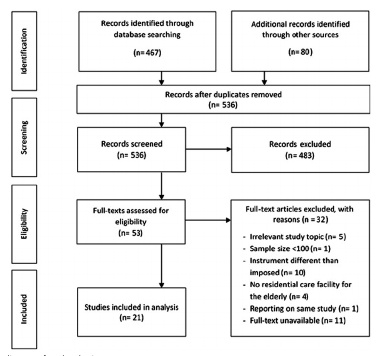 Identification
Records identified through
database searching
(n= 467)
Additional records identified
through other sources
(n= 80)
Records after duplicates removed
(n= 536)
Screening
Records screened
(n= 536)
Records excluded
(n= 483)
Eligibility
Full-texts assessed for
eligibility
(n= 53)
Full-text articles excluded, with
reasons (n = 32)
- Irrelevant study topic (n= 5)
- Sample size <100 (n= 1)
- Instrument different than
imposed (n= 10)
- No residential care facility for
the elderly (n= 4)
- Reporting on same study (n= 1)
- Full-text unavailable (n= 11)
Included
Studies included in analysis
(n= 21)